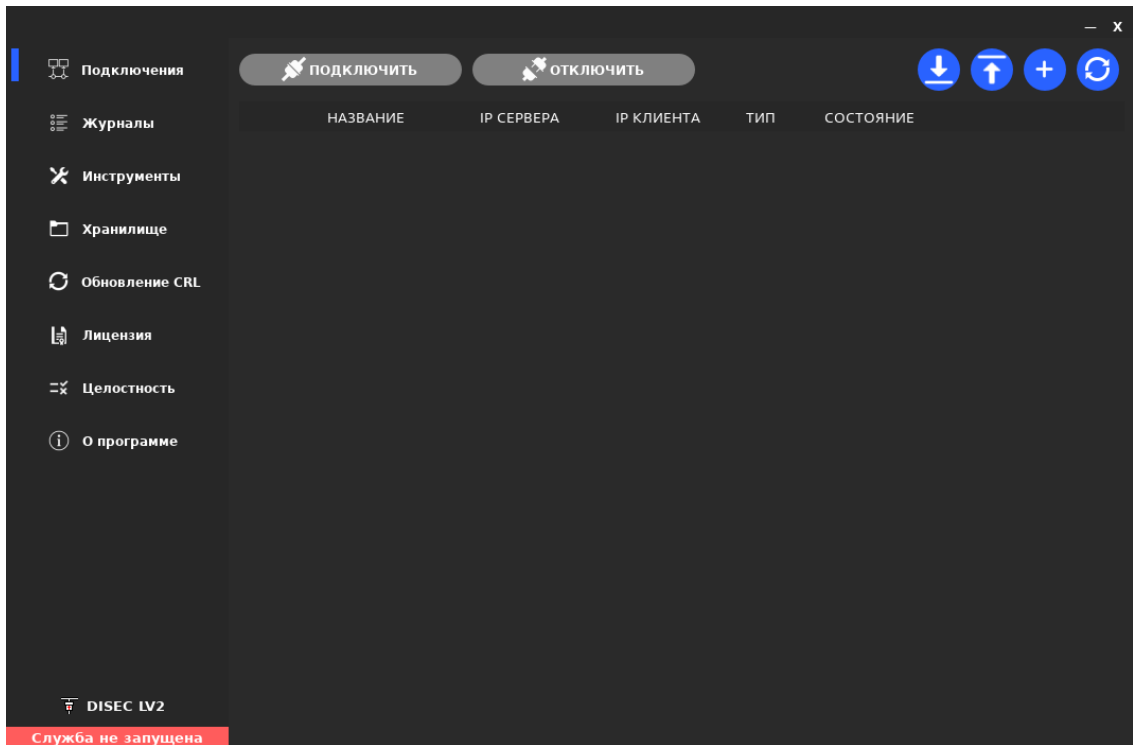 — X
Подключения
ПОДКЛЮЧИТЬ ОТКЛЮЧИТЬ
НАЗВАНИЕ IP СЕРВЕРА IP КЛИЕНТА ТИП СОСТОЯНИЕ
Журналы
Инструменты
Хранилище
Обновление CRL
Лицензия
Целостность
О программе
DISEC LV2
Служба не запущена